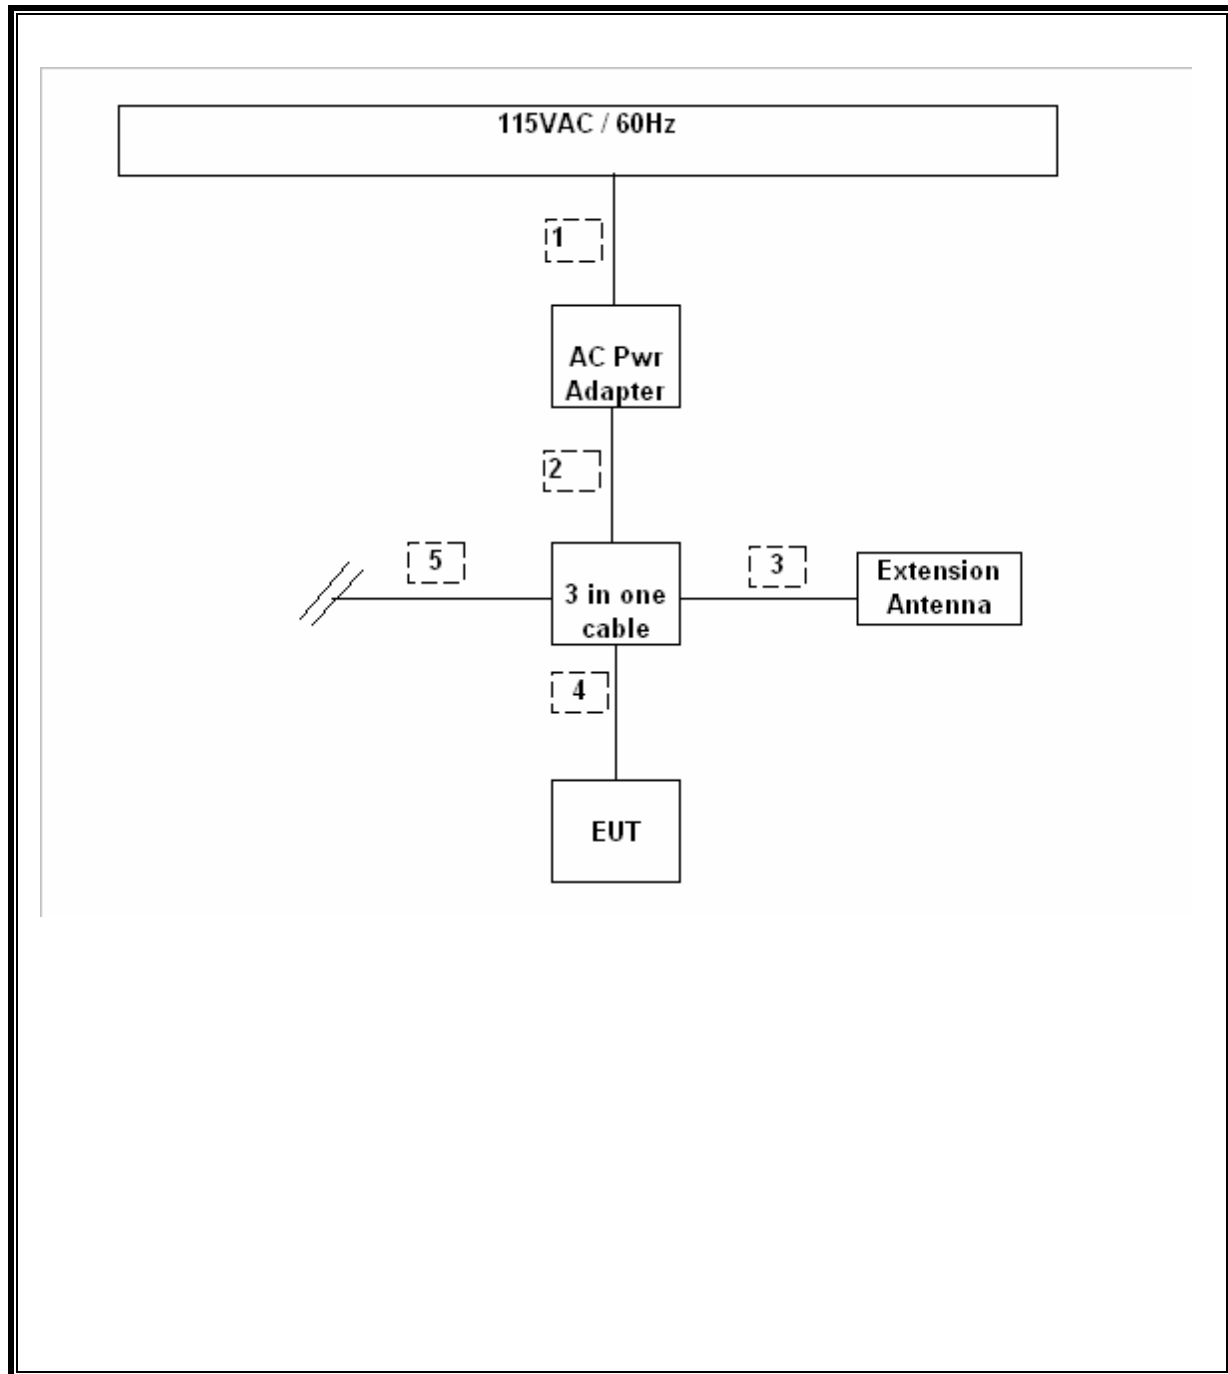 115VAC / 60Hz
1
AC Pwr
Adapter
2
5
3 in one
cable
3
Extension
Antenna
4
EUT